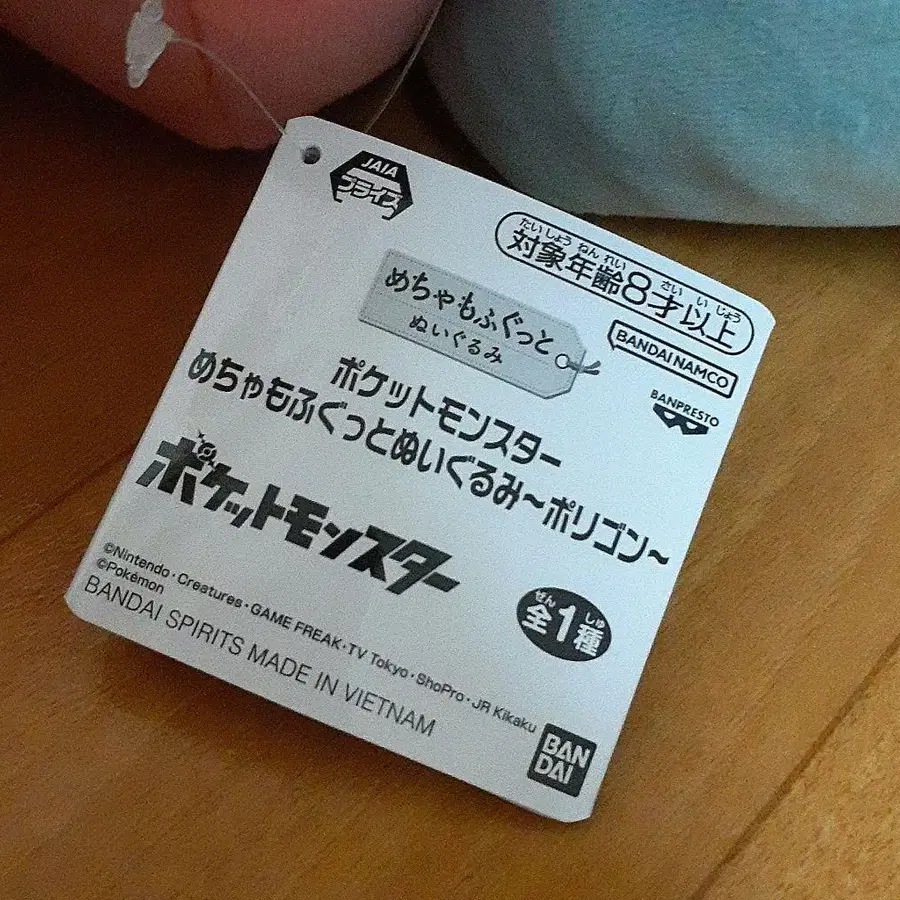 JAIA
プライズ
たいしょうねんれい さい いじょう
対象年齢8才以上
めちゃもふぐっと
ぬいぐるみ
BANDAI NAMCO
BANPRESTO
ポケットモンスター
めちゃもふぐっとぬいぐるみ〜ポリゴン〜
ポケットモンスター
ぜん しゅ
全1種
©Nintendo・Creatures・GAME FREAK・TV Tokyo・ShoPro・JR Kikaku
©Pokémon
BANDAI SPIRITS MADE IN VIETNAM
BAN
DAI